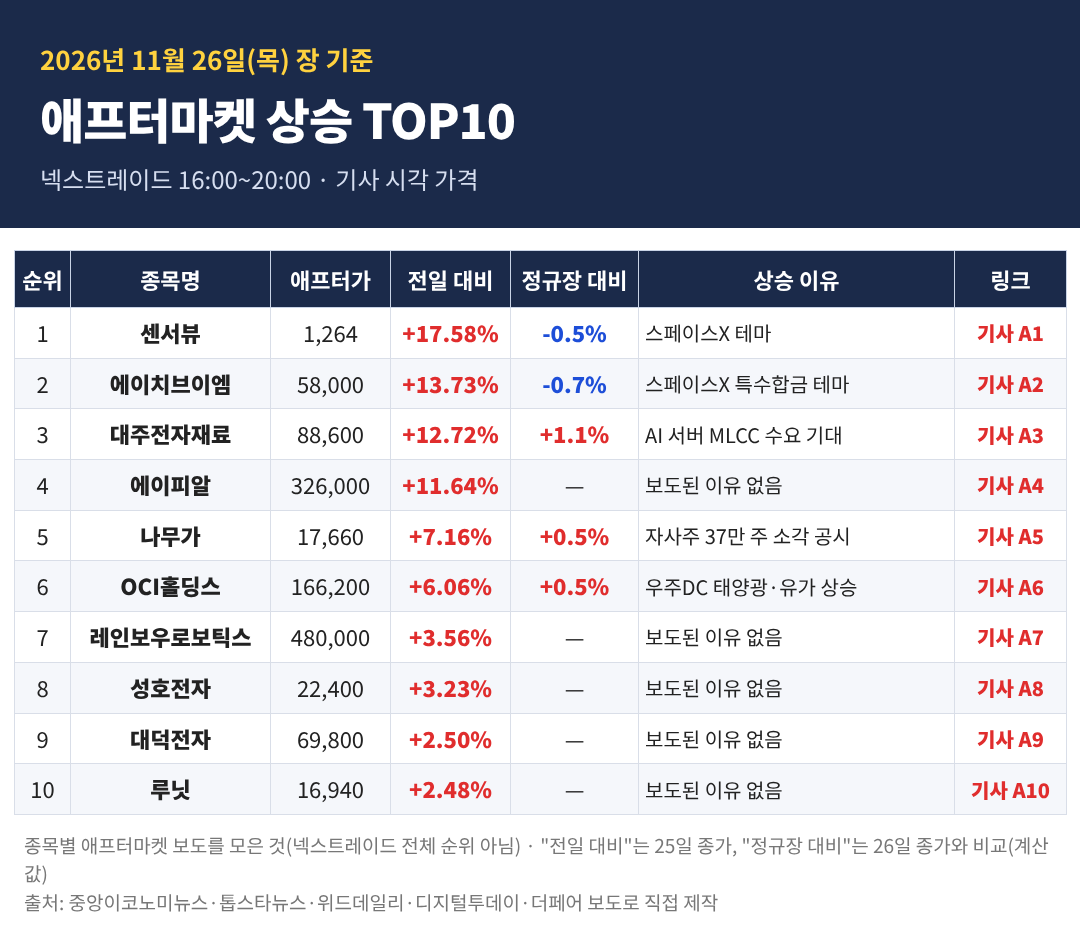 2026년 11월 26일(목) 장 기준
애프터마켓 상승 TOP10
넥스트레이드 16:00~20:00 · 기사 시각 가격
순위 종목명 애프터가 전일 대비 정규장 대비 상승 이유 링크
1 센서뷰 1,264 +17.58% -0.5% 스페이스X 테마 기사 A1
2 에이치브이엠 58,000 +13.73% -0.7% 스페이스X 특수합금 테마 기사 A2
3 대주전자재료 88,600 +12.72% +1.1% AI 서버 MLCC 수요 기대 기사 A3
4 에이피알 326,000 +11.64% — 보도된 이유 없음 기사 A4
5 나무가 17,660 +7.16% +0.5% 자사주 37만 주 소각 공시 기사 A5
6 OCI홀딩스 166,200 +6.06% +0.5% 우주DC 태양광·유가 상승 기사 A6
7 레인보우로보틱스 480,000 +3.56% — 보도된 이유 없음 기사 A7
8 성호전자 22,400 +3.23% — 보도된 이유 없음 기사 A8
9 대덕전자 69,800 +2.50% — 보도된 이유 없음 기사 A9
10 루닛 16,940 +2.48% — 보도된 이유 없음 기사 A10
종목별 애프터마켓 보도를 모은 것(넥스트레이드 전체 순위 아님) · "전일 대비"는 25일 종가, "정규장 대비"는 26일 종가와 비교(계산
값)
출처: 중앙이코노미뉴스·톱스타뉴스·위드데일리·디지털투데이·더페어 보도로 직접 제작